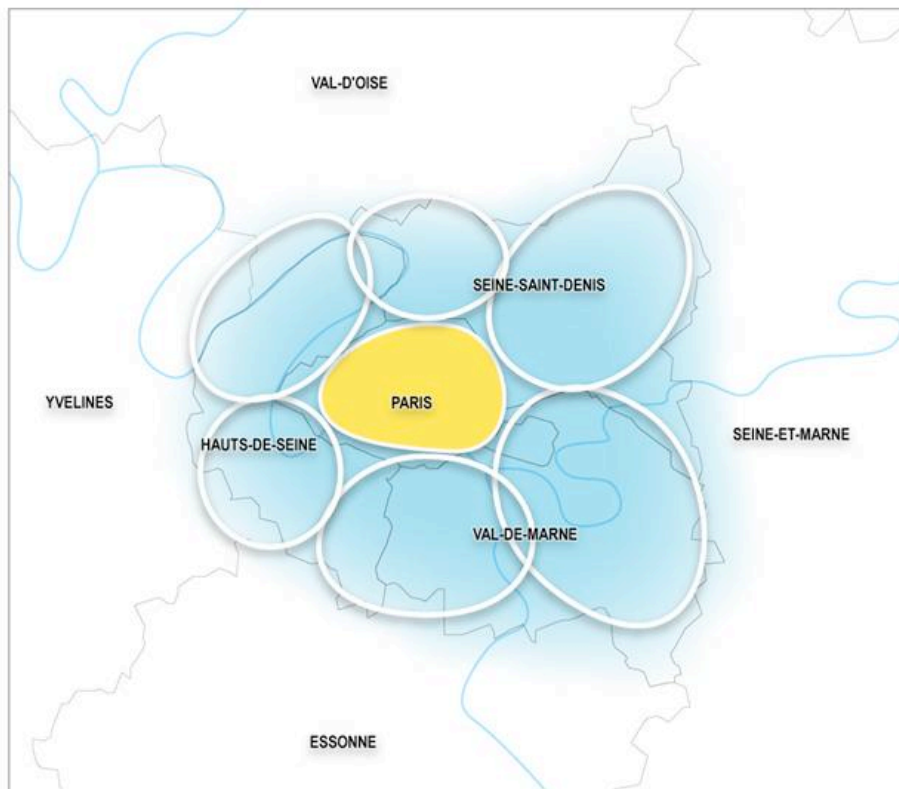 VAL-D'OISE
SEINE-SAINT-DENIS
YVELINES
PARIS
HAUTS-DE-SEINE
SEINE-ET-MARNE
VAL-DE-MARNE
ESSONNE